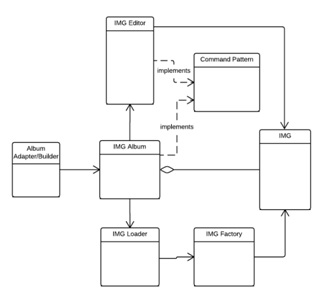 IMG Editor
implements
Command Pattern
implements
IMG
Album
Adapter/Builder
IMG Album
IMG Loader
IMG Factory